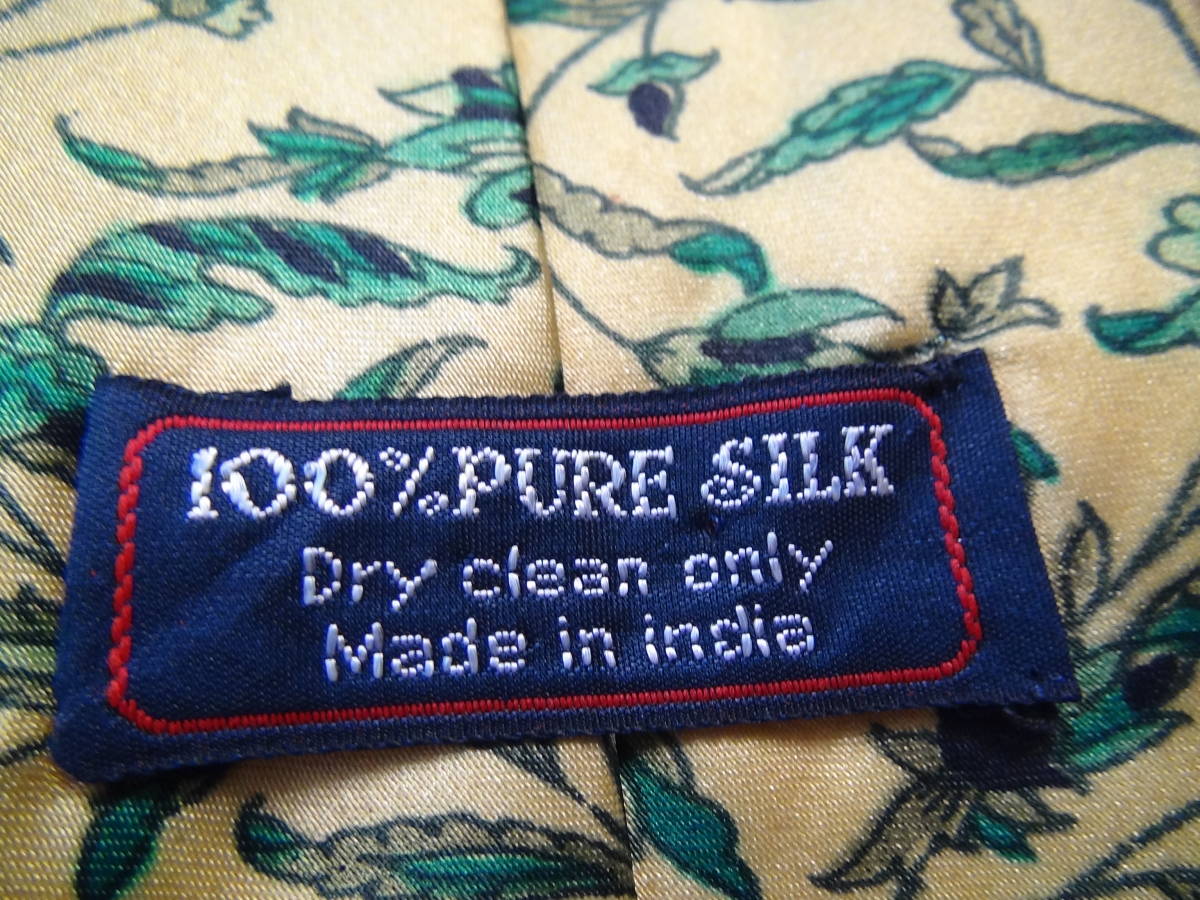 100% PURE SILK
Dry clean only
Made in india